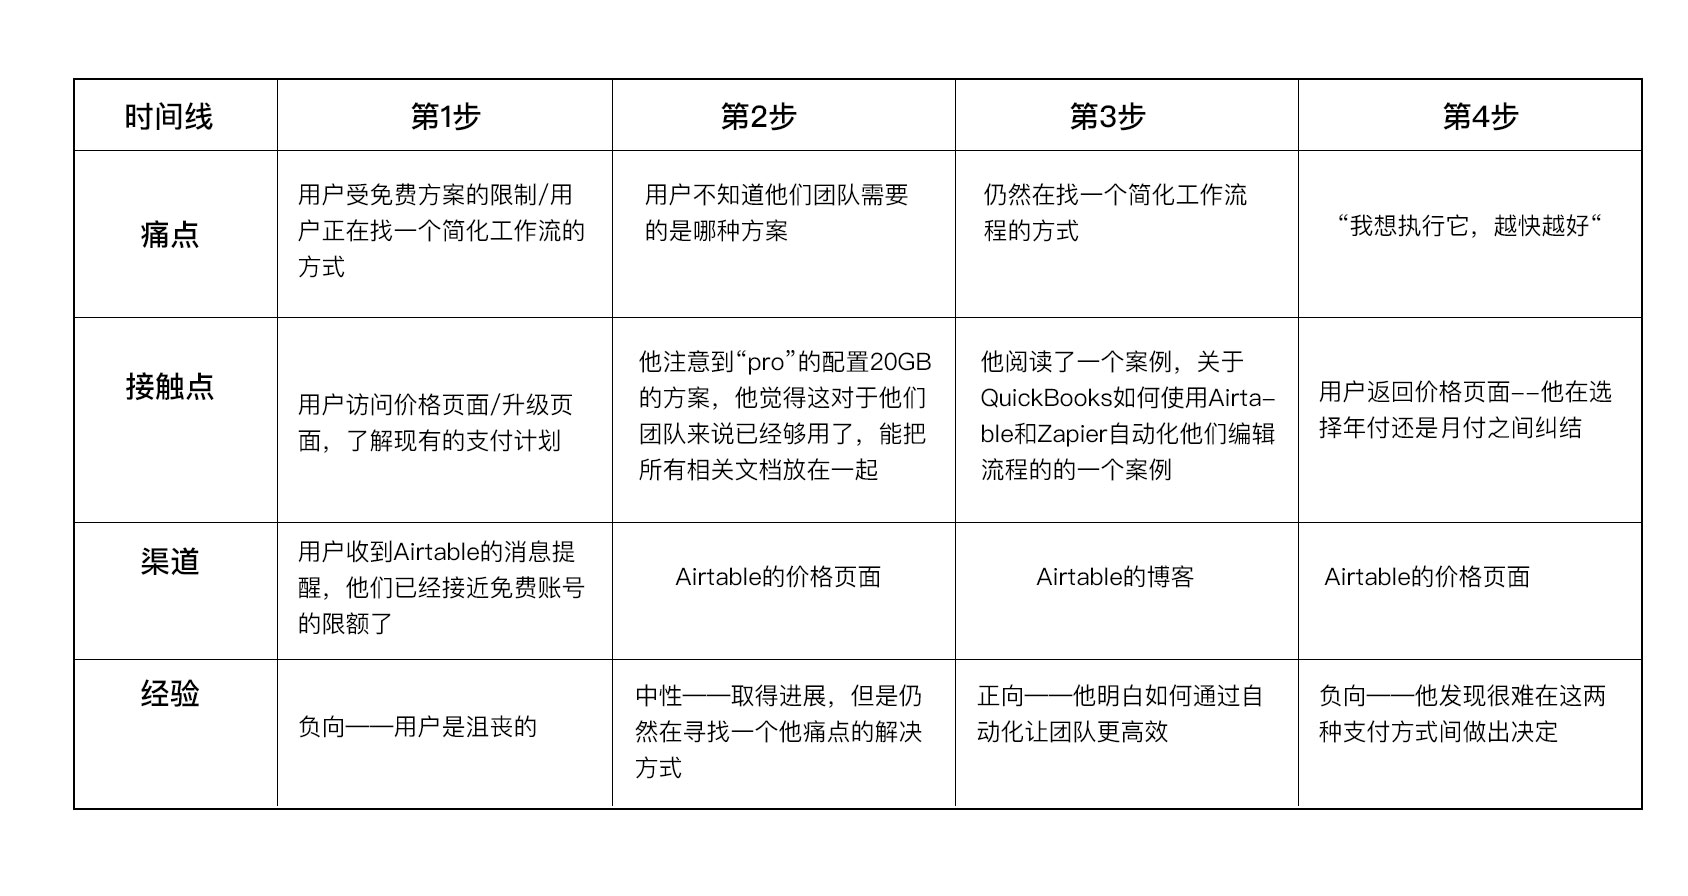 时间线
第1步
第2步
第3步
第4步
痛点
用户受免费方案的限制/用
户正在找一个简化工作流的
方式
用户不知道他们团队需要
的是哪种方案
仍然在找一个简化工作流
程的方式
“我想执行它，越快越好“
接触点
用户访问价格页面/升级页
面，了解现有的支付计划
他注意到“pro”的配置20GB
的方案，他觉得这对于他们
团队来说已经够用了，能把
所有相关文档放在一起
他阅读了一个案例，关于
QuickBooks如何使用Airta-
ble和Zapier自动化他们编辑
流程的的一个案例
用户返回价格页面--他在选
择年付还是月付之间纠结
渠道
用户收到Airtable的消息提
醒，他们已经接近免费账号
的限额了
Airtable的价格页面
Airtable的博客
Airtable的价格页面
经验
负向——用户是沮丧的
中性——取得进展，但是仍
然在寻找一个他痛点的解决
方式
正向——他明白如何通过自
动化让团队更高效
负向——他发现很难在这两
种支付方式间做出决定